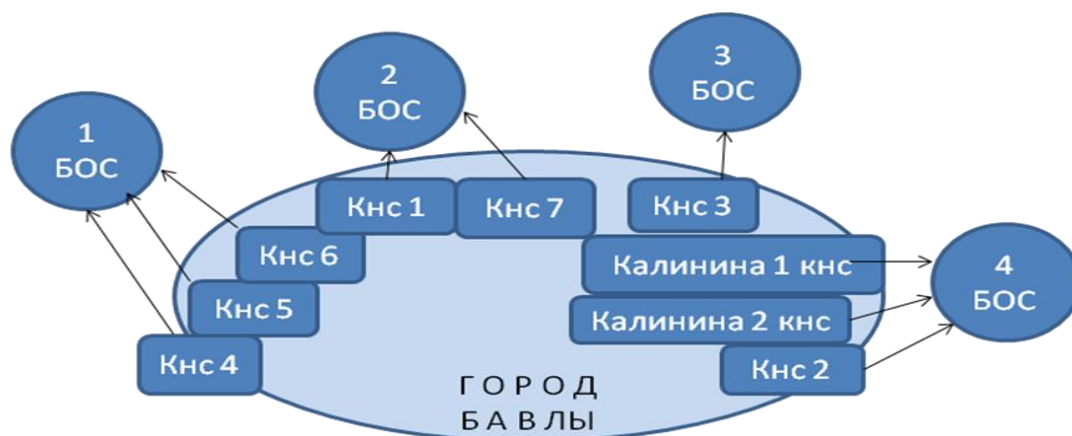 3
БОС
2
БОС
1
БОС
Кнс 1
Кнс 7
Кнс 3
Кнс 6
Калинина 1 кнс
4
БОС
Кнс 5
Калинина 2 кнс
Кнс 4
Кнс 2
ГОРОД
БАВЛЫ